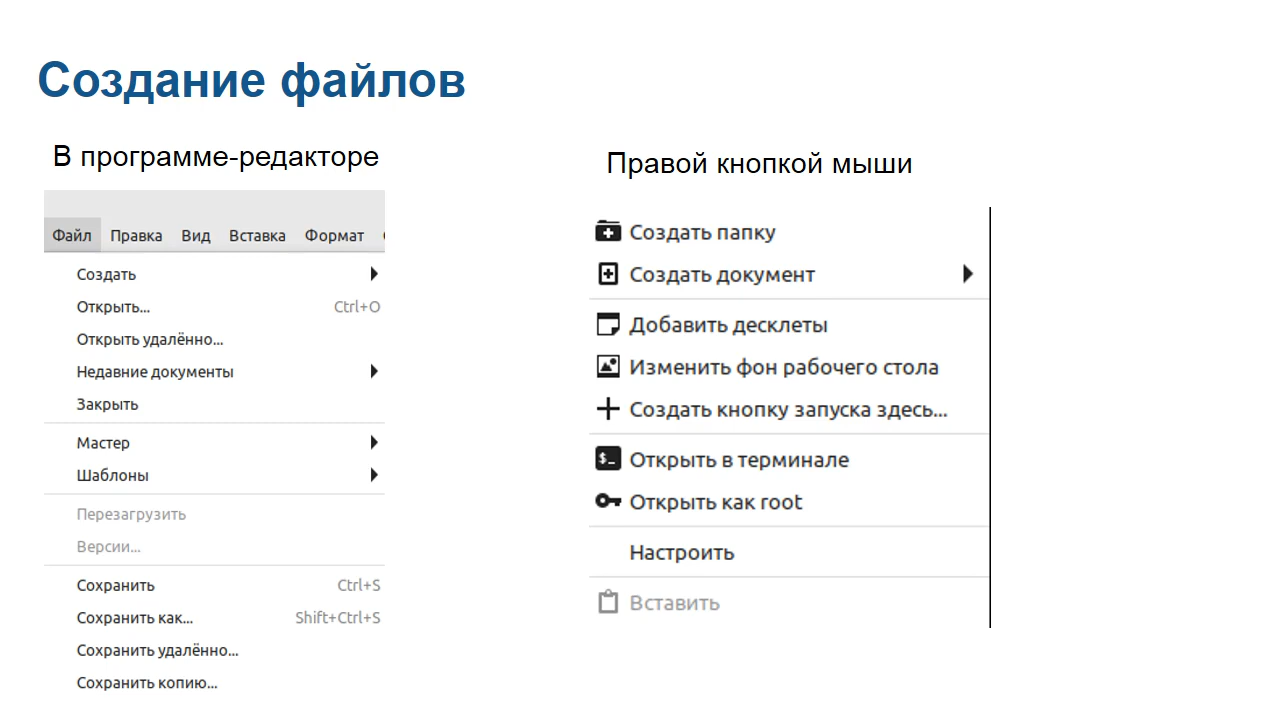 Создание файлов
В программе-редакторе
Файл Правка Вид Вставка Формат
Создать
Открыть... Ctrl+O
Открыть удалённо...
Недавние документы
Закрыть
Мастер
Шаблоны
Перезагрузить
Версии...
Сохранить Ctrl+S
Сохранить как... Shift+Ctrl+S
Сохранить удалённо...
Сохранить копию...
Правой кнопкой мыши
Создать папку
Создать документ
Добавить десклеты
Изменить фон рабочего стола
Создать кнопку запуска здесь...
$_ Открыть в терминале
Открыть как root
Настроить
Вставить